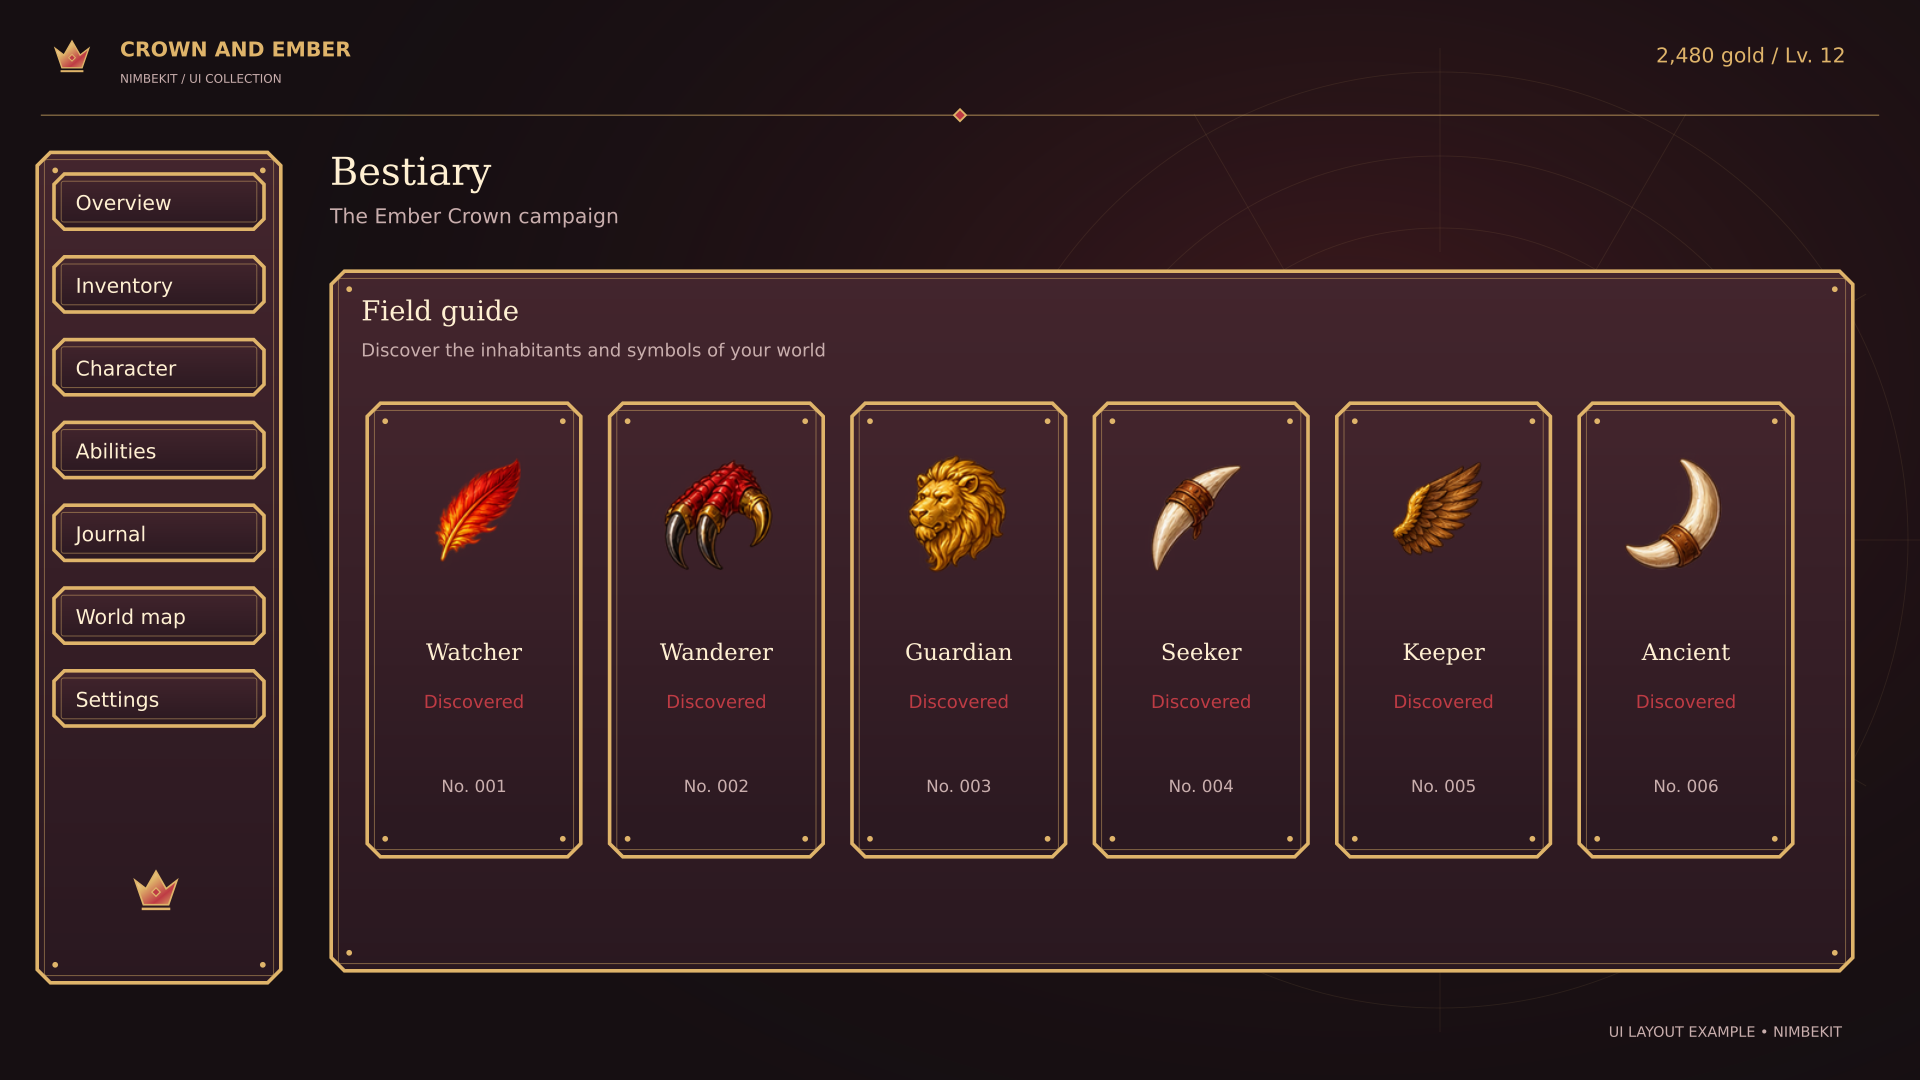 CROWN AND EMBER
NIMBEKIT / UI COLLECTION
2,480 gold / Lv. 12
Overview
Inventory
Character
Abilities
Journal
World map
Settings
Bestiary
The Ember Crown campaign
Field guide
Discover the inhabitants and symbols of your world
Watcher
Discovered
No. 001
Wanderer
Discovered
No. 002
Guardian
Discovered
No. 003
Seeker
Discovered
No. 004
Keeper
Discovered
No. 005
Ancient
Discovered
No. 006
UI LAYOUT EXAMPLE • NIMBEKIT